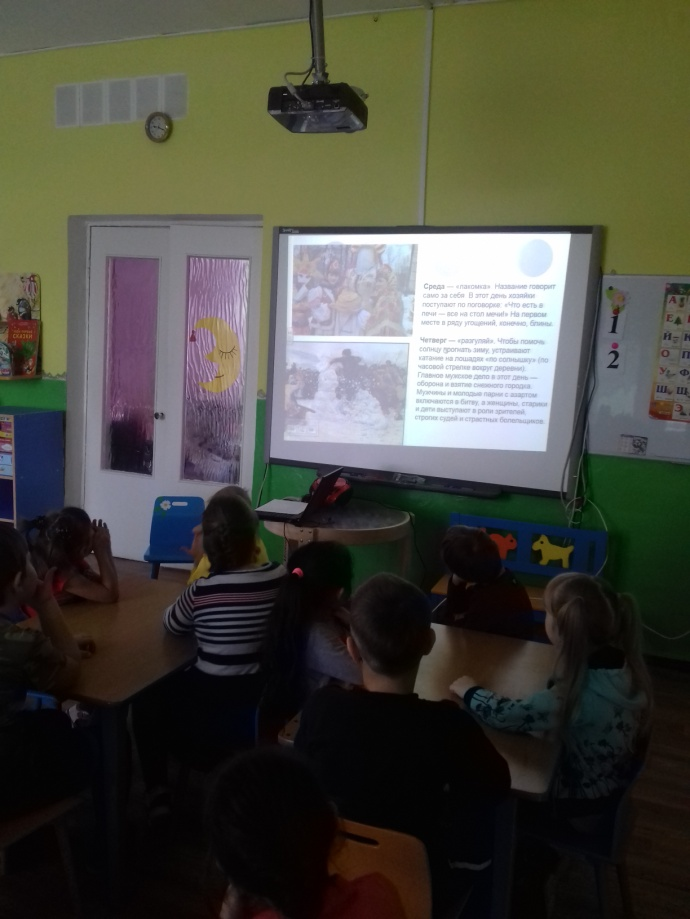 Среда — «лакомка». Название говорит
само за себя. В этот день хозяйки
поступают по поговорке: «Что есть в
печи — все на стол мечи!» На первом
месте в ряду угощений, конечно, блины.
Четверг — «разгуляй». Чтобы помочь
солнцу прогнать зиму, устраивают
катание на лошадях «по солнышку» (по
часовой стрелке вокруг деревни).
Главное мужское дело в этот день —
оборона и взятие снежного городка.
Мужчины и молодые парни с азартом
включаются в битву, а женщины, старики
и дети выступают в роли зрителей,
строгих судей и страстных болельщиков.
1
2
СКАЗКИ